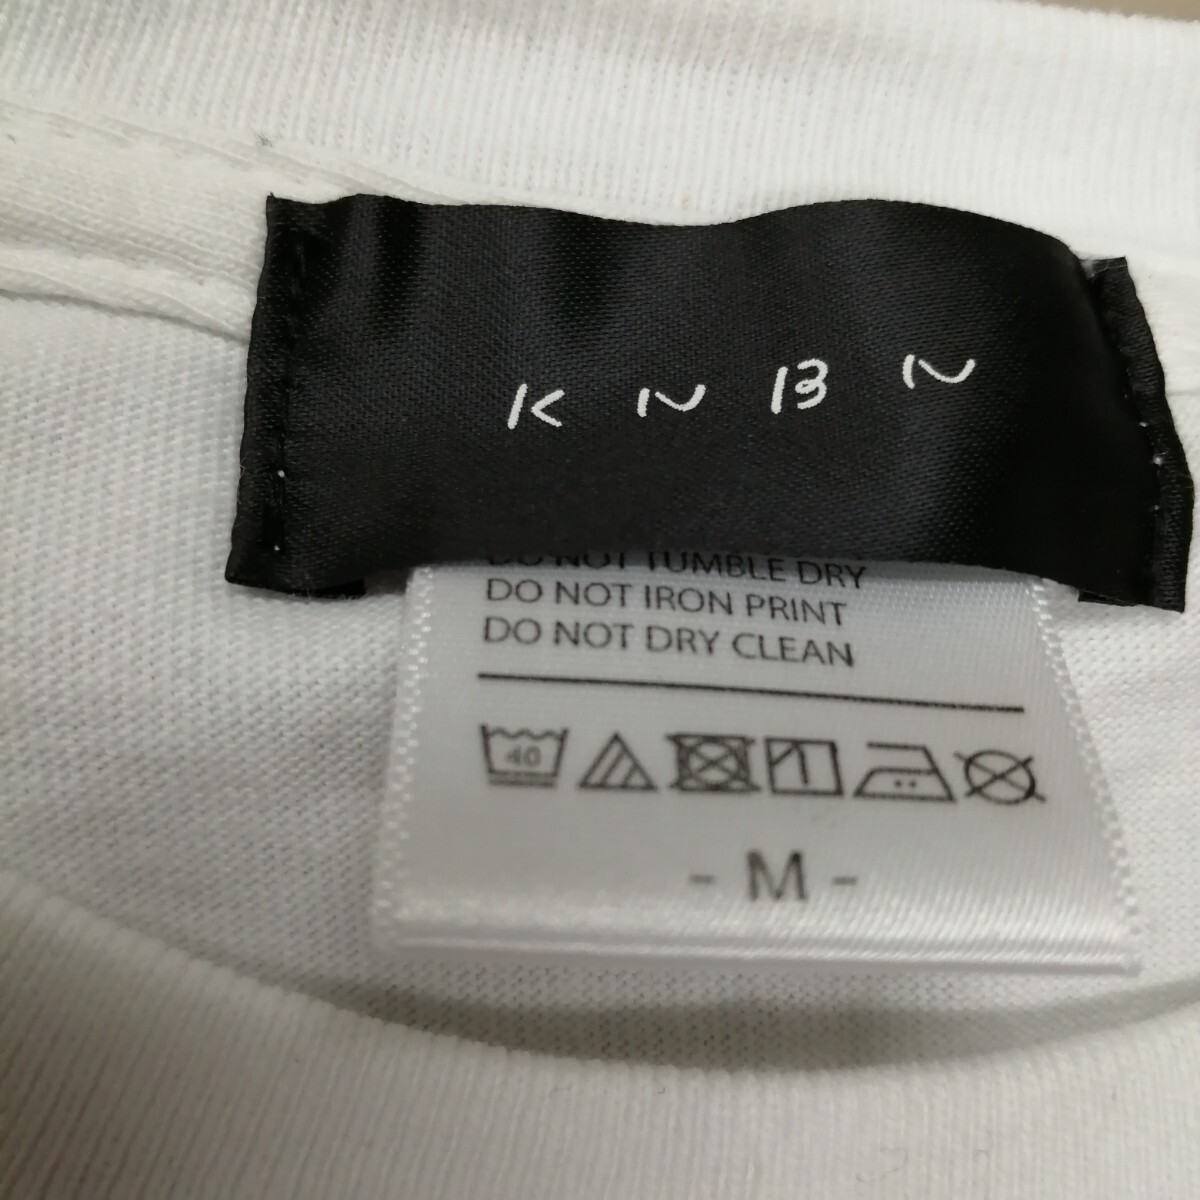 K N B N
DO NOT TUMBLE DRY
DO NOT IRON PRINT
DO NOT DRY CLEAN
40
- M -